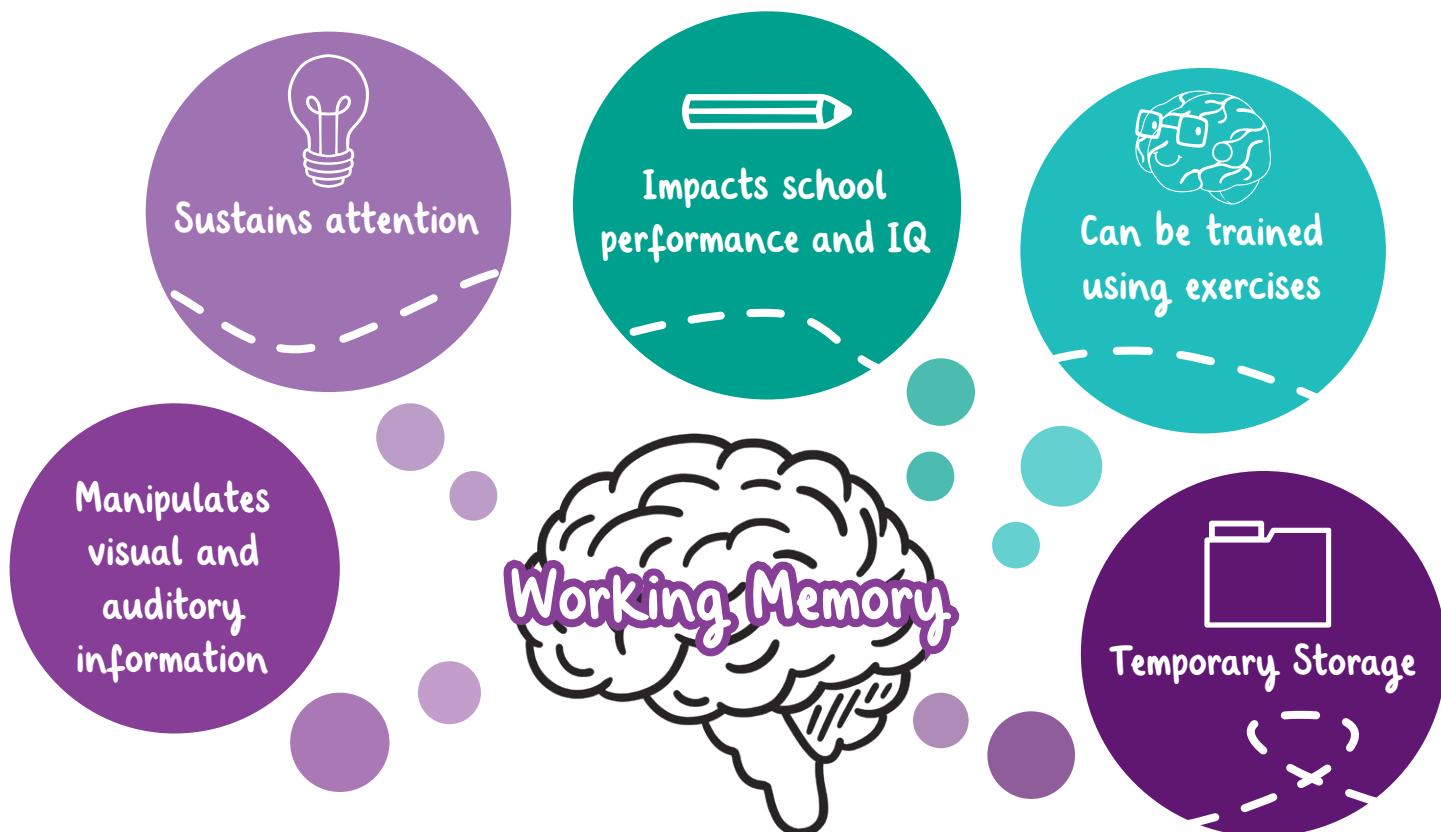 Sustains attention
Impacts school
performance and IQ
Can be trained
using exercises
Manipulates
visual and
auditory
information
Working Memory
Temporary Storage